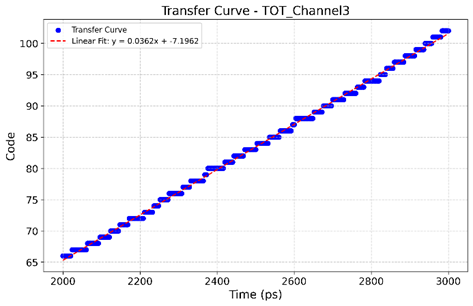 Transfer Curve - TOT_Channel3
Transfer Curve
Linear Fit: y = 0.0362x + -7.1962
Code
100
95
90
85
80
75
70
65
2000
2200
2400
2600
2800
3000
Time (ps)